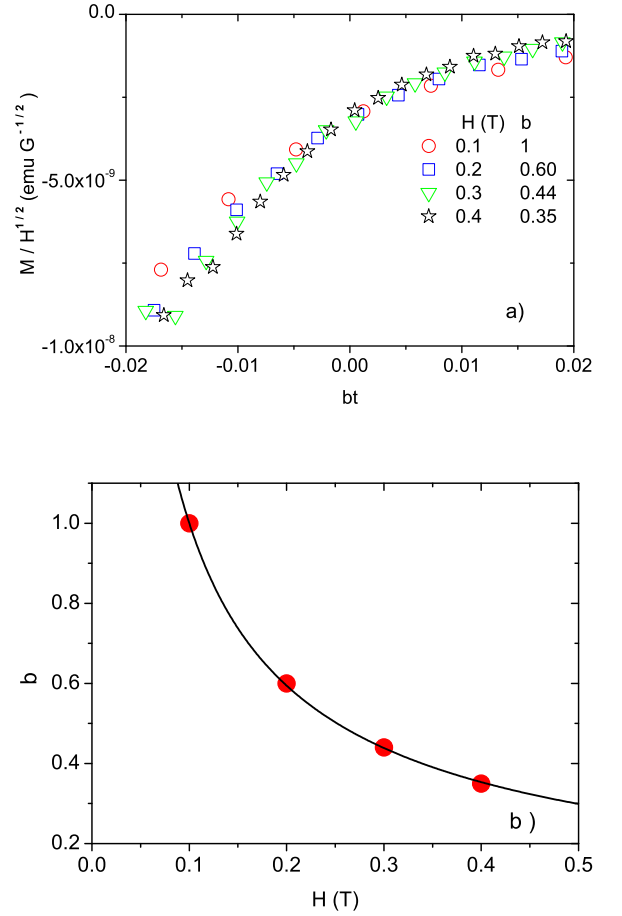 0.0
-5.0x10⁻⁹
-1.0x10⁻⁸
M / H^1/2 (emu G^-1/2)
H (T) b
0.1 1
0.2 0.60
0.3 0.44
0.4 0.35
a)
-0.02 -0.01 0.00 0.01 0.02
bt
1.0
0.8
0.6
0.4
0.2
b
b )
0.0 0.1 0.2 0.3 0.4 0.5
H (T)